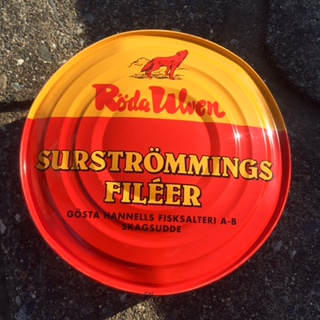 Röda Ulven
SURSTRÖMMINGS
FILÉER
GÖSTA HANNELLS FISKSALTERI A-B
SKAGSUDDE